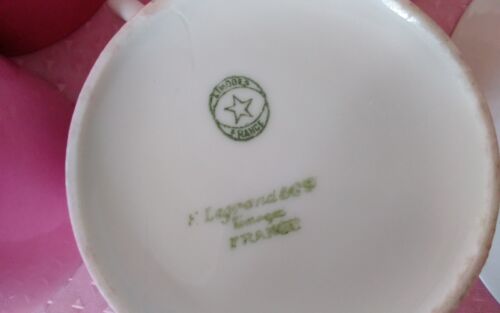 LIMOGES
FRANCE
F. Legrand & Cie
Limoges
FRANCE